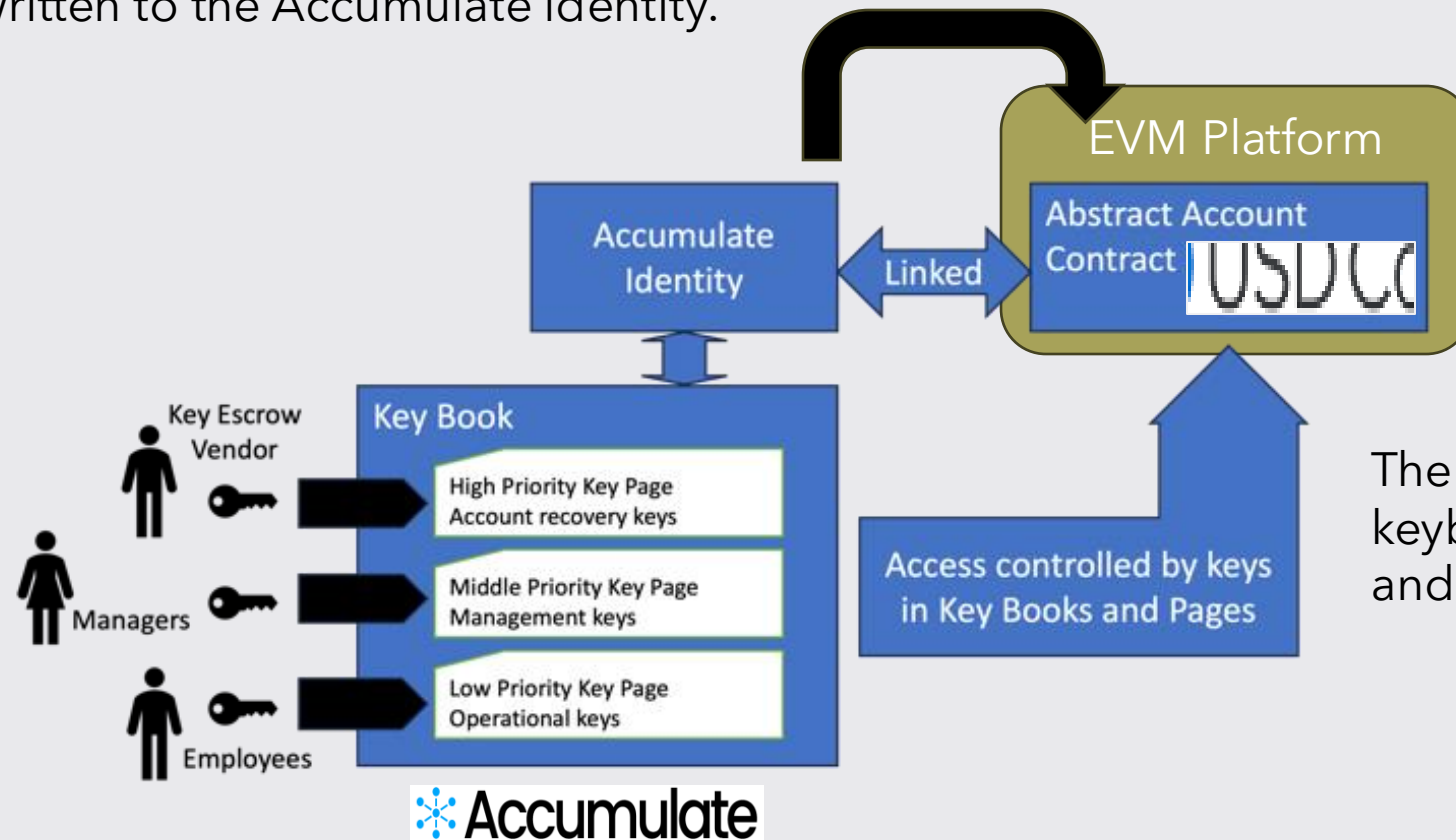 written to the Accumulate Identity.
EVM Platform
Abstract Account
Contract
USDC
Accumulate
Identity
Linked
Key Escrow
Vendor
Key Book
High Priority Key Page
Account recovery keys
Managers
Middle Priority Key Page
Management keys
Low Priority Key Page
Operational keys
Employees
Access controlled by keys
in Key Books and Pages
The
keyb
and
Accumulate